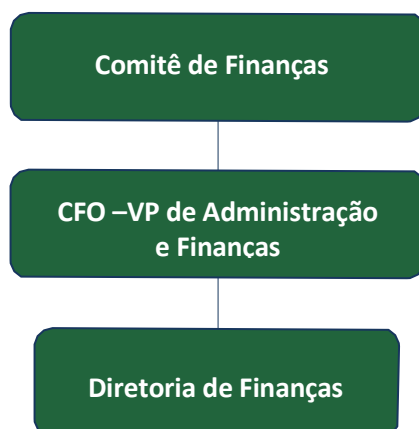 Comitê de Finanças
CFO –VP de Administração
e Finanças
Diretoria de Finanças